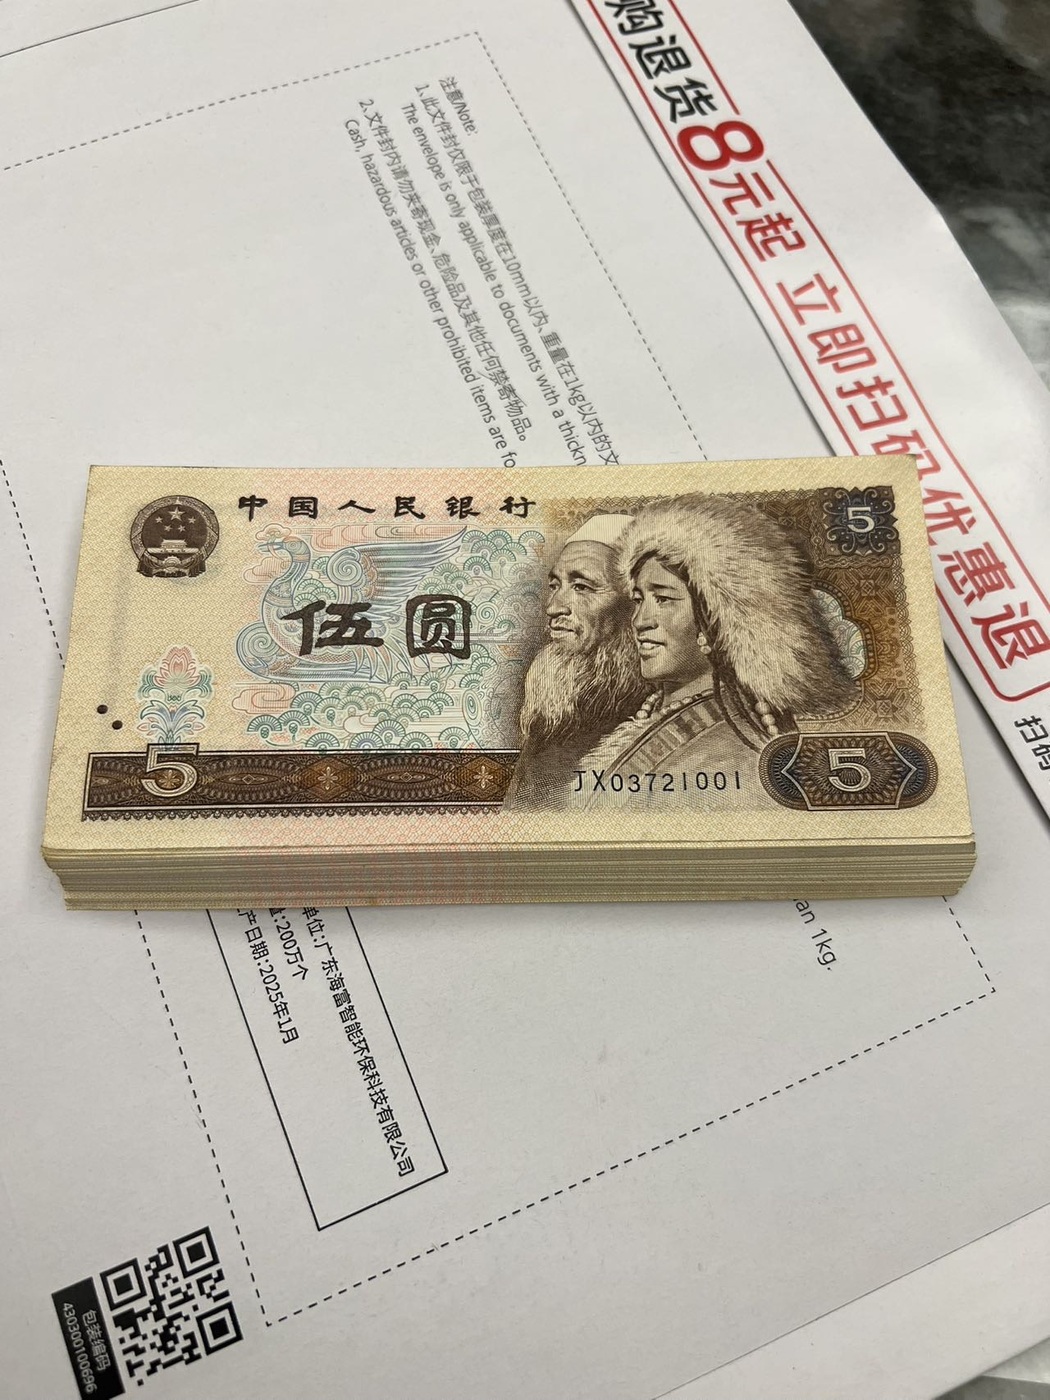 购退货8元起 立即扫码优惠退
扫码
注意/Note:
1、此文件封仅限于包装厚度在10mm以内、重量在1kg以内的文
The envelope is only applicable to documents with a thickn
2、文件封内请勿夹寄现金、危险品及其他任何禁寄物品。
Cash, hazardous articles or other prohibited items are fo
中国人民银行
5
伍圆
5
JX03721001
5
an 1kg.
单位:广东海富智能环保科技有限公司
量:200万个
产日期:2025年1月
包装编码
430300100696